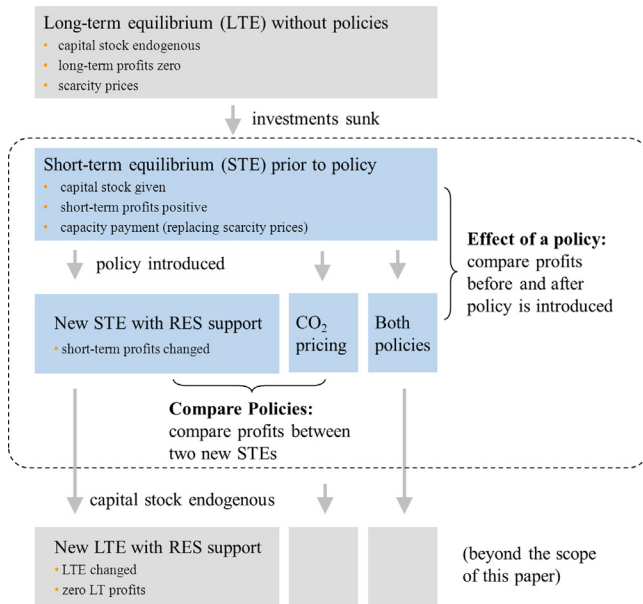 Long-term equilibrium (LTE) without policies
• capital stock endogenous
• long-term profits zero
• scarcity prices
investments sunk
Short-term equilibrium (STE) prior to policy
• capital stock given
• short-term profits positive
• capacity payment (replacing scarcity prices)
policy introduced
Effect of a policy:
compare profits
before and after
policy is introduced
New STE with RES support
• short-term profits changed
CO₂
pricing
Both
policies
Compare Policies:
compare profits between
two new STEs
capital stock endogenous
New LTE with RES support
• LTE changed
• zero LT profits
(beyond the scope
of this paper)